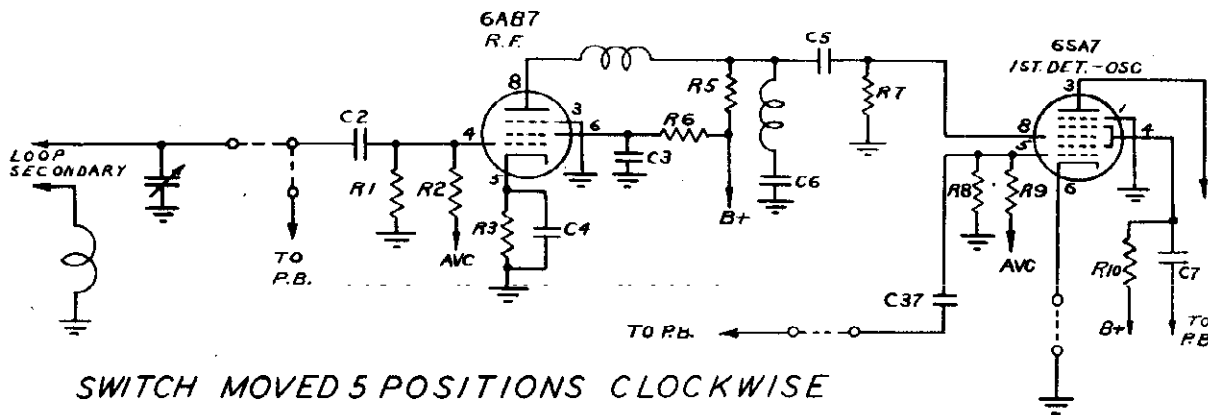 6AB7
R.F.
6SA7
1ST. DET.-OSC
C5
8
R5
R7
3
3
6
R6
1
4
C2
4
8
5
LOOP
SECONDARY
C3
C6
R1
R2
5
R8
R9
6
B+
R3
C4
TO
P.B.
AVC
AVC
R10
C7
C37
TO P.B.
B+
TO
P.B
SWITCH MOVED 5 POSITIONS CLOCKWISE